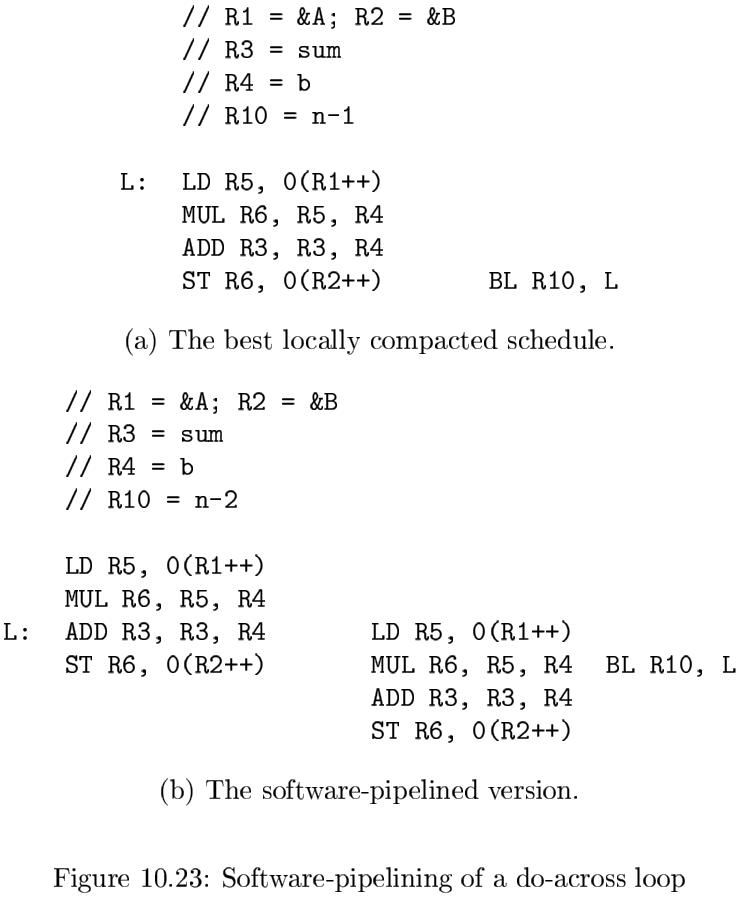 // R1 = &A; R2 = &B
// R3 = sum
// R4 = b
// R10 = n-1
L: LD R5, 0(R1++)
MUL R6, R5, R4
ADD R3, R3, R4
ST R6, 0(R2++) BL R10, L
(a) The best locally compacted schedule.
// R1 = &A; R2 = &B
// R3 = sum
// R4 = b
// R10 = n-2
LD R5, 0(R1++)
MUL R6, R5, R4
L: ADD R3, R3, R4 LD R5, 0(R1++)
ST R6, 0(R2++) MUL R6, R5, R4 BL R10, L
ADD R3, R3, R4
ST R6, 0(R2++)
(b) The software-pipelined version.
Figure 10.23: Software-pipelining of a do-across loop